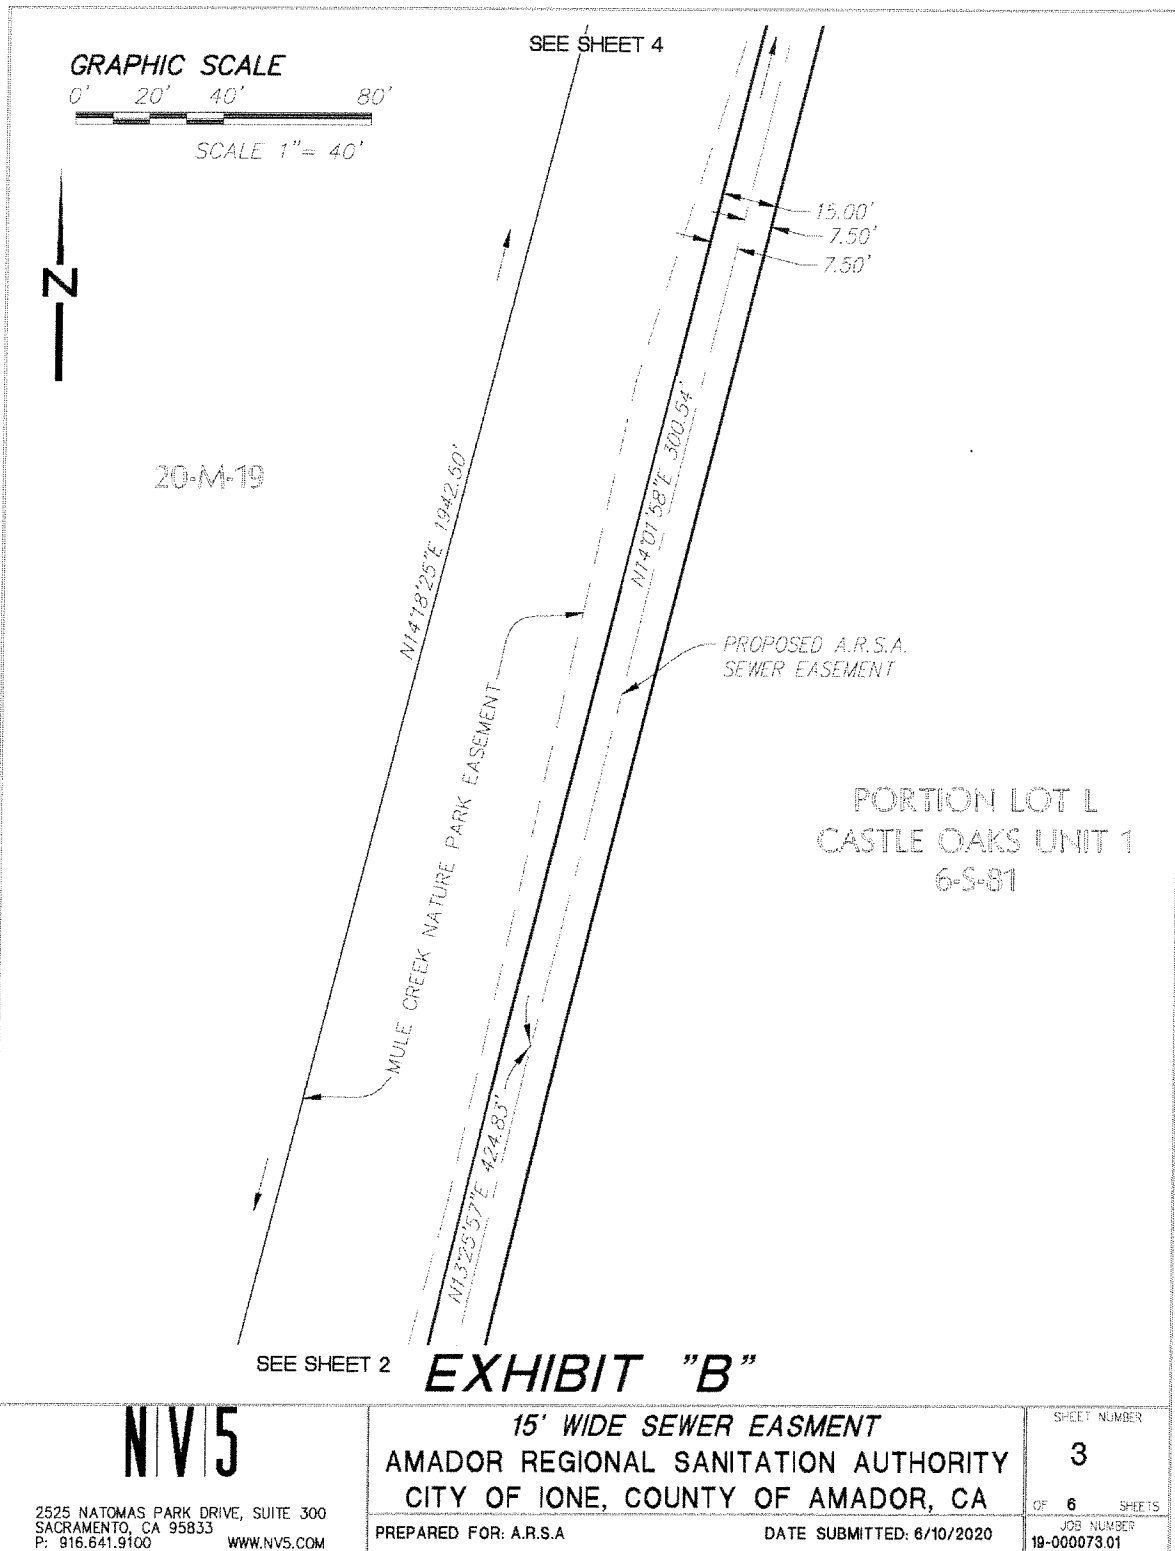 SEE SHEET 4
GRAPHIC SCALE
0' 20' 40' 80'
SCALE 1"= 40'
15.00'
7.50'
7.50'
N
20-M-19
N14°18'25"E 1942.50'
N14°01'58"E 300.54'
PROPOSED A.R.S.A.
SEWER EASEMENT
MULE CREEK NATURE PARK EASEMENT
PORTION LOT L
CASTLE OAKS UNIT 1
6-S-81
N13°25'57"E 424.83'
SEE SHEET 2
EXHIBIT "B"
NV5
2525 NATOMAS PARK DRIVE, SUITE 300
SACRAMENTO, CA 95833
P: 916.641.9100 WWW.NV5.COM
15' WIDE SEWER EASMENT
AMADOR REGIONAL SANITATION AUTHORITY
CITY OF IONE, COUNTY OF AMADOR, CA
PREPARED FOR: A.R.S.A DATE SUBMITTED: 6/10/2020
SHEET NUMBER
3
OF 6 SHEETS
JOB NUMBER
19-000073.01